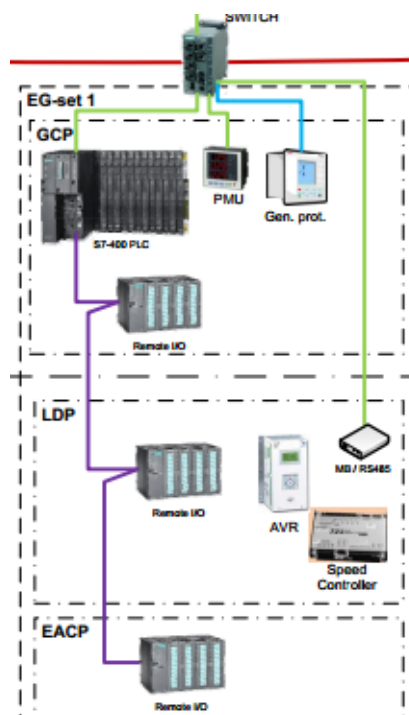 SWITCH
EG-set 1
GCP
PMU
Gen. prot.
S7-400 PLC
Remote I/O
LDP
MB / RS485
Remote I/O
AVR
Speed
Controller
EACP
Remote I/O